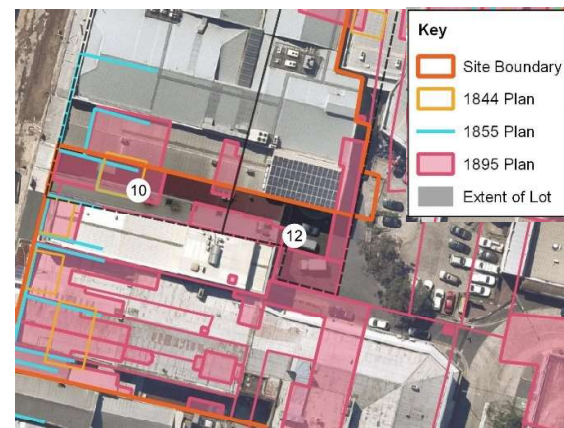 Key
Site Boundary
1844 Plan
1855 Plan
1895 Plan
Extent of Lot
10
12